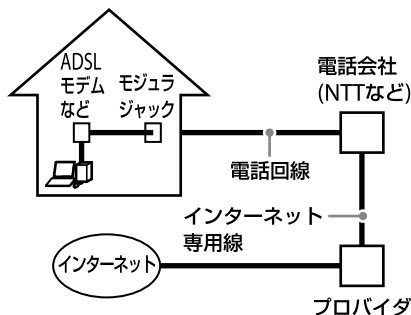 ADSL
モデム
など
モジュラ
ジャック
電話会社
(NTTなど)
電話回線
インターネット
専用線
インターネット
プロバイダ